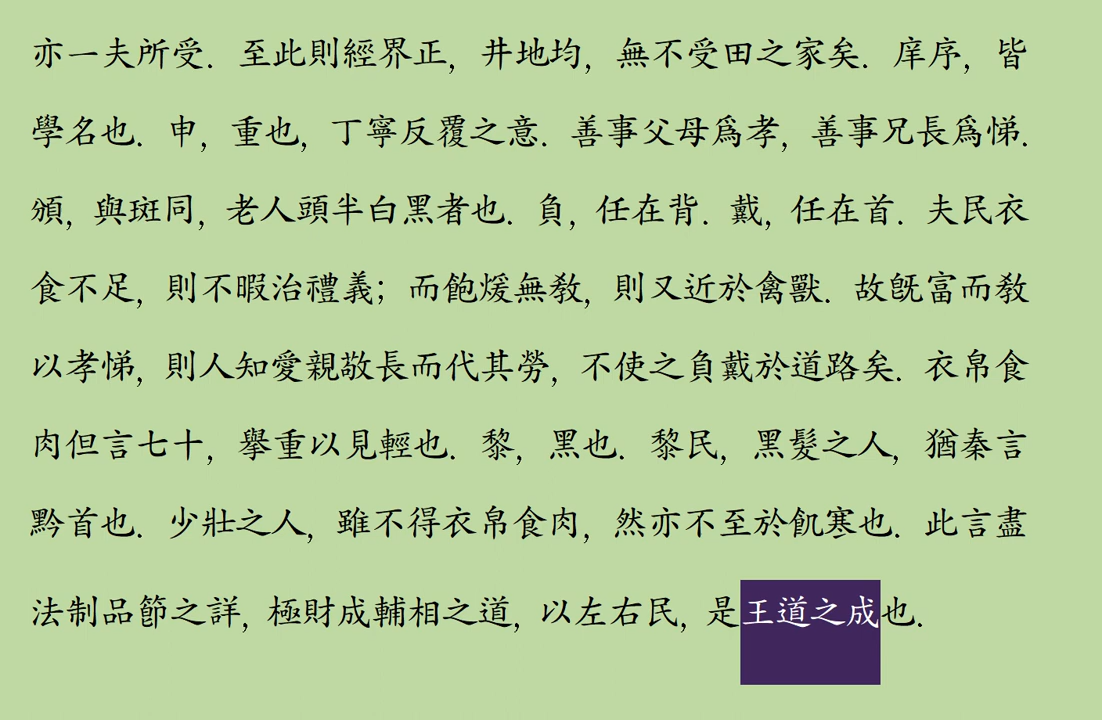 亦一夫所受. 至此則經界正, 井地均, 無不受田之家矣. 庠序, 皆
學名也. 申, 重也, 丁寧反覆之意. 善事父母爲孝, 善事兄長爲悌.
頒, 與斑同, 老人頭半白黑者也. 負, 任在背. 戴, 任在首. 夫民衣
食不足, 則不暇治禮義; 而飽煖無敎, 則又近於禽獸. 故旣富而敎
以孝悌, 則人知愛親敬長而代其勞, 不使之負戴於道路矣. 衣帛食
肉但言七十, 擧重以見輕也. 黎, 黑也. 黎民, 黑髮之人, 猶秦言
黔首也. 少壯之人, 雖不得衣帛食肉, 然亦不至於飢寒也. 此言盡
法制品節之詳, 極財成輔相之道, 以左右民, 是王道之成也.